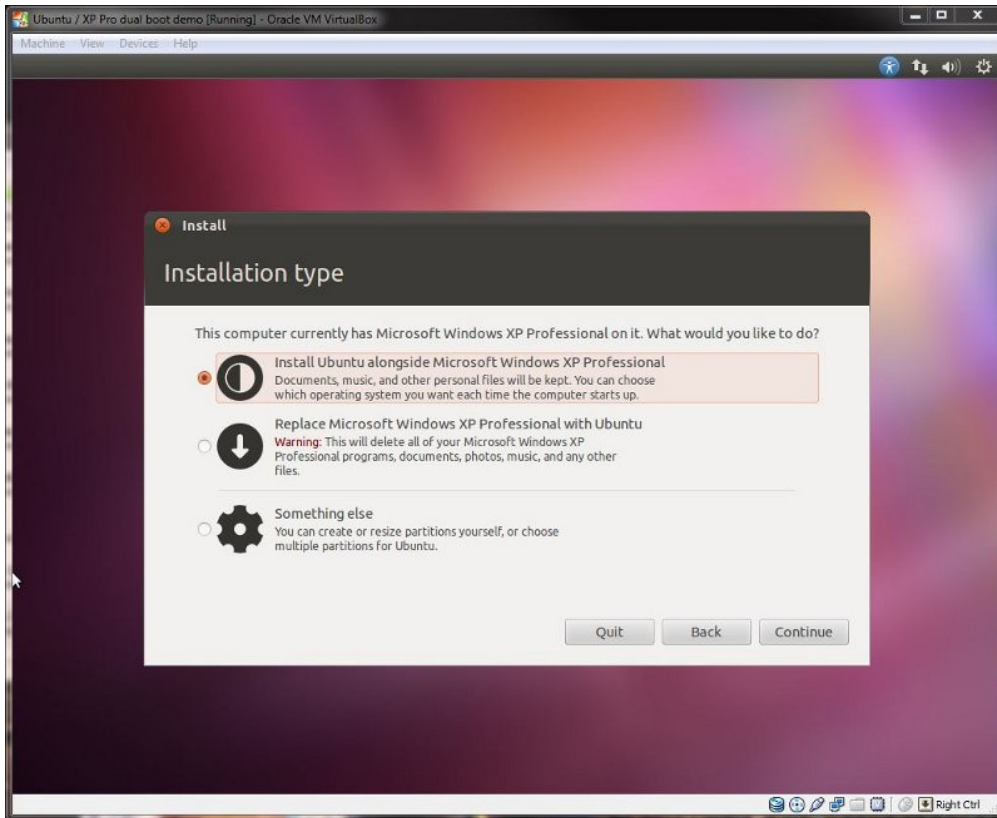 Ubuntu / XP Pro dual boot demo [Running] - Oracle VM VirtualBox
Machine View Devices Help
Install
Installation type
This computer currently has Microsoft Windows XP Professional on it. What would you like to do?
Install Ubuntu alongside Microsoft Windows XP Professional
Documents, music, and other personal files will be kept. You can choose
which operating system you want each time the computer starts up.
Replace Microsoft Windows XP Professional with Ubuntu
Warning: This will delete all of your Microsoft Windows XP
Professional programs, documents, photos, music, and any other
files.
Something else
You can create or resize partitions yourself, or choose
multiple partitions for Ubuntu.
Quit Back Continue
Right Ctrl